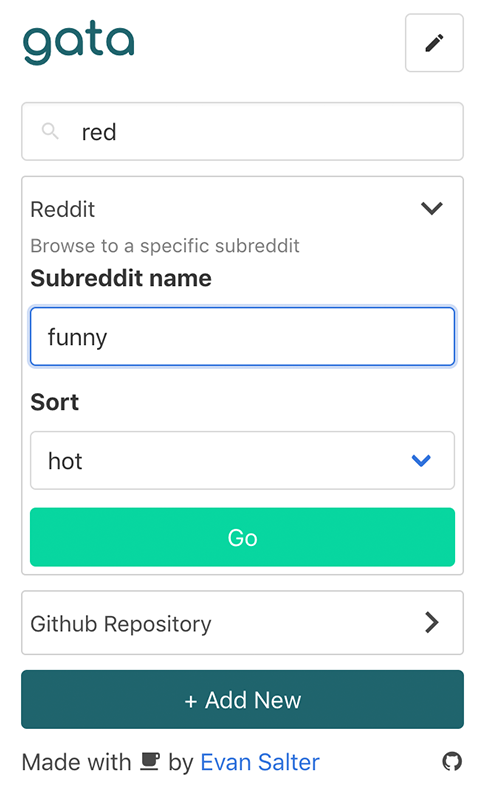 gata
red
Reddit
Browse to a specific subreddit
Subreddit name
funny
Sort
hot
Go
Github Repository
+ Add New
Made with by Evan Salter